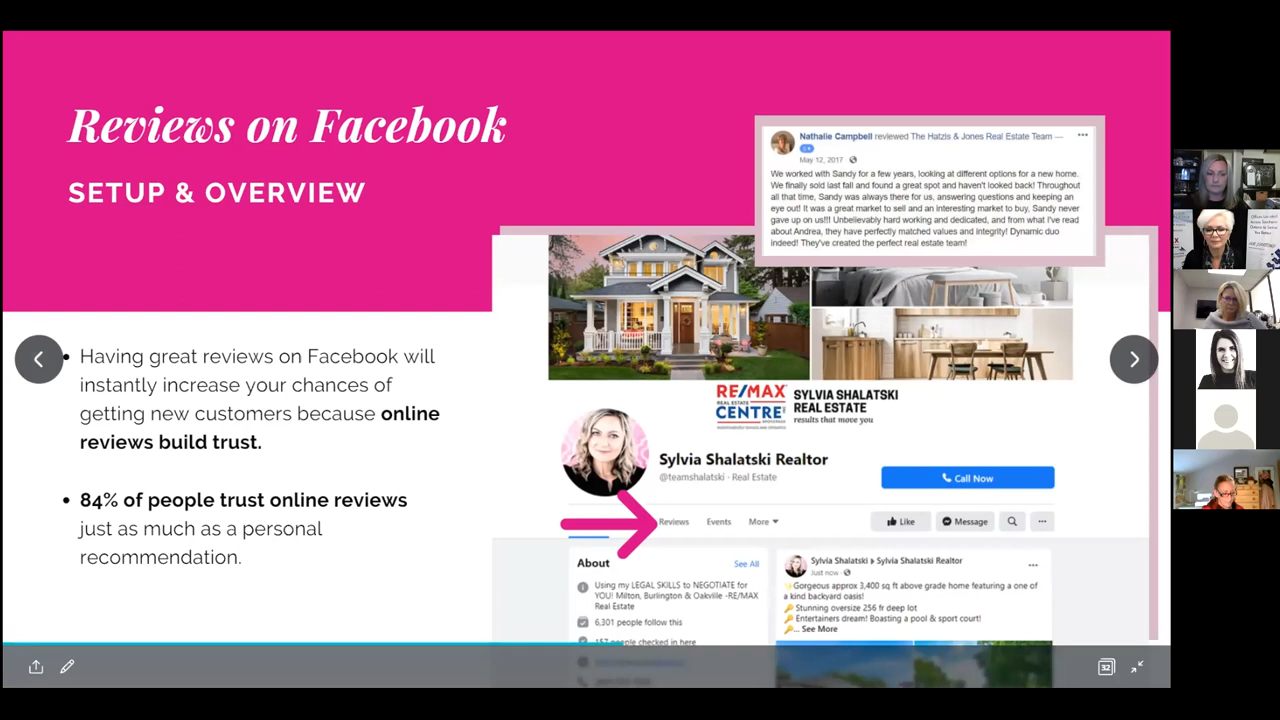 Reviews on Facebook
SETUP & OVERVIEW
Nathalie Campbell reviewed The Hatzis & Jones Real Estate Team —
May 12, 2017
We worked with Sandy for a few years, looking at different options for a new home.
We finally sold last fall and found a great spot and haven't looked back! Throughout
all that time, Sandy was always there for us, answering questions and keeping an
eye out! It was a great market to sell and an interesting market to buy, Sandy never
gave up on us!!! Unbelievably hard working and dedicated, and from what I've read
about Andrea, they have perfectly matched values and integrity! Dynamic duo
indeed! They've created the perfect real estate team!
• Having great reviews on Facebook will
instantly increase your chances of
getting new customers because online
reviews build trust.
• 84% of people trust online reviews
just as much as a personal
recommendation.
RE/MAX
REAL ESTATE
CENTRE
SYLVIA SHALATSKI
REAL ESTATE
results that move you
Sylvia Shalatski Realtor
@teamshalatski · Real Estate
Call Now
Reviews Events More
Like Message
About See All
Using my LEGAL SKILLS to NEGOTIATE for
YOU! Milton, Burlington & Oakville -RE/MAX
Real Estate
6,301 people follow this
157 people checked in here
Sylvia Shalatski ▸ Sylvia Shalatski Realtor
Just now ·
Gorgeous approx 3,400 sq ft above grade home featuring a one of
a kind backyard oasis!
Stunning oversize 256 fr deep lot
Entertainers dream! Boasting a pool & sport court!
... See More
32